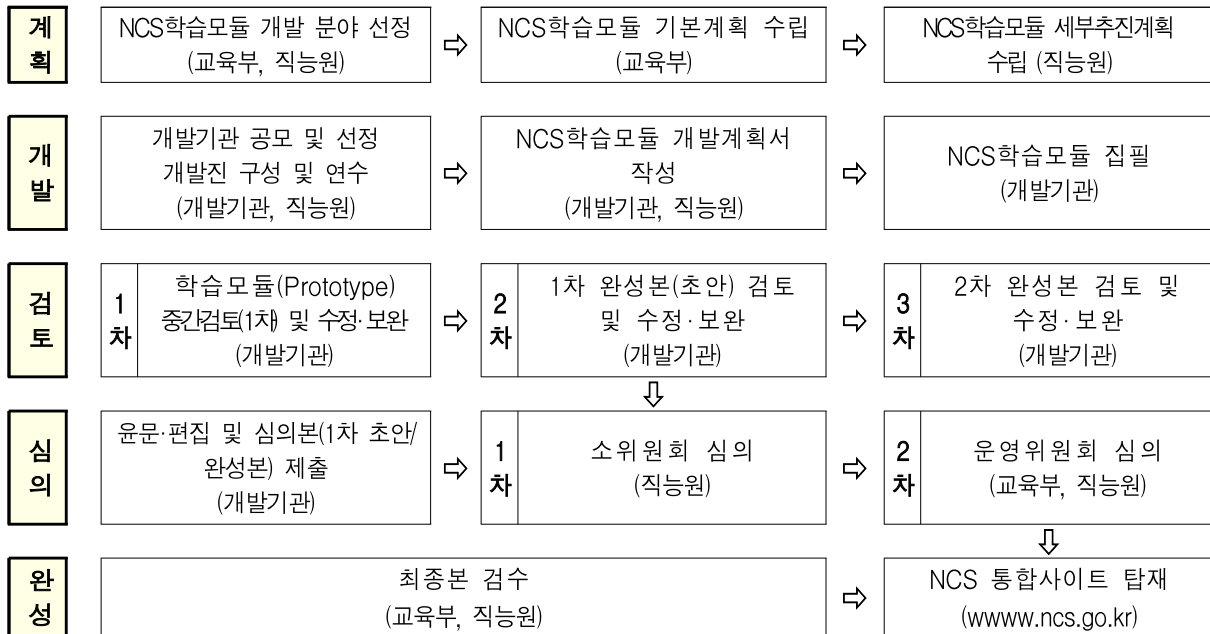 계획
NCS학습모듈 개발 분야 선정
(교육부, 직능원)
⇨
NCS학습모듈 기본계획 수립
(교육부)
⇨
NCS학습모듈 세부추진계획
수립 (직능원)
개발
개발기관 공모 및 선정
개발진 구성 및 연수
(개발기관, 직능원)
⇨
NCS학습모듈 개발계획서
작성
(개발기관, 직능원)
⇨
NCS학습모듈 집필
(개발기관)
검토
1차
학습모듈(Prototype)
중간검토(1차) 및 수정·보완
(개발기관)
⇨
2차
1차 완성본(초안) 검토
및 수정·보완
(개발기관)
⇨
3차
2차 완성본 검토 및
수정·보완
(개발기관)
⇩
심의
윤문·편집 및 심의본(1차 초안/
완성본) 제출
(개발기관)
⇨
1차
소위원회 심의
(직능원)
⇨
2차
운영위원회 심의
(교육부, 직능원)
⇩
완성
최종본 검수
(교육부, 직능원)
⇨
NCS 통합사이트 탑재
(wwww.ncs.go.kr)